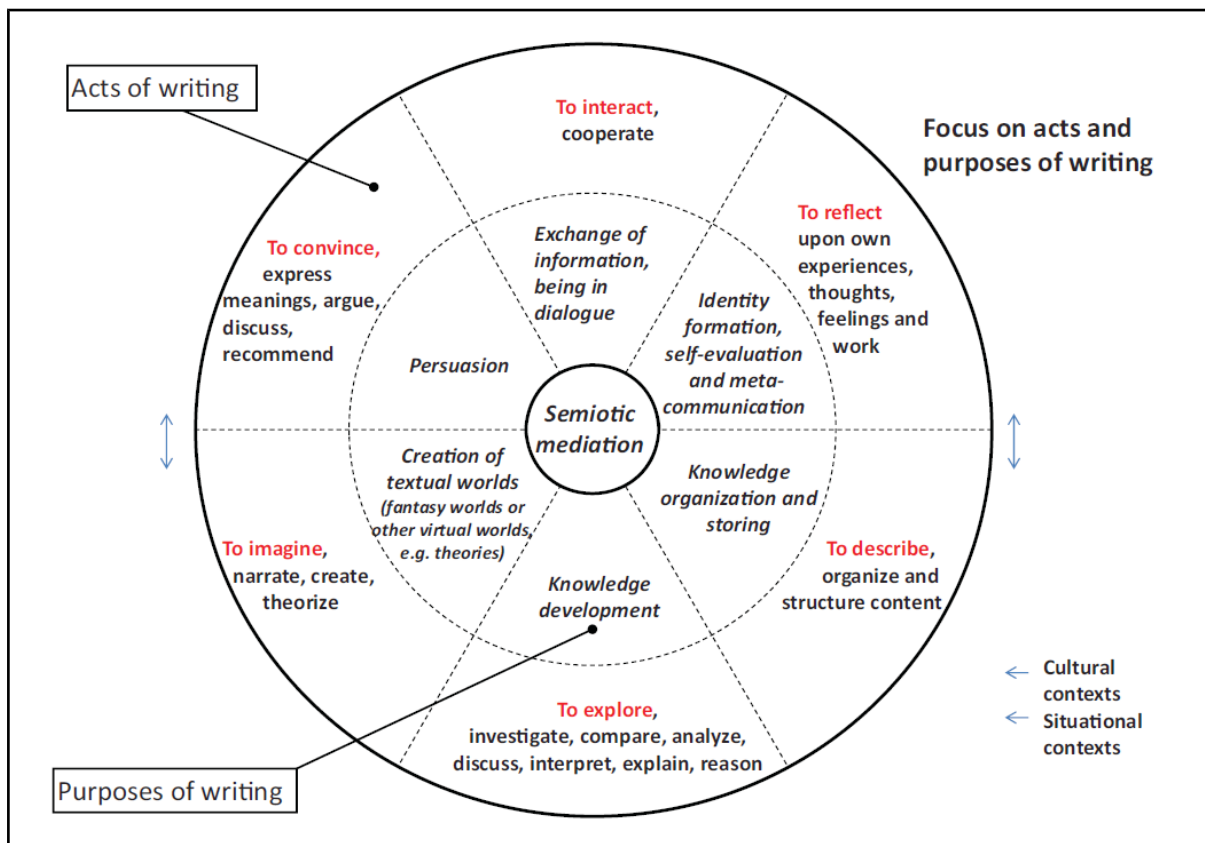 Acts of writing
Focus on acts and
purposes of writing
To interact,
cooperate
To reflect
upon own
experiences,
thoughts,
feelings and
work
To describe,
organize and
structure content
To explore,
investigate, compare, analyze,
discuss, interpret, explain, reason
To imagine,
narrate, create,
theorize
To convince,
express
meanings, argue,
discuss,
recommend
Exchange of
information,
being in
dialogue
Identity
formation,
self-evaluation
and meta-
communication
Knowledge
organization and
storing
Knowledge
development
Creation of
textual worlds
(fantasy worlds or
other virtual worlds,
e.g. theories)
Persuasion
Semiotic
mediation
Purposes of writing
Cultural
contexts
Situational
contexts